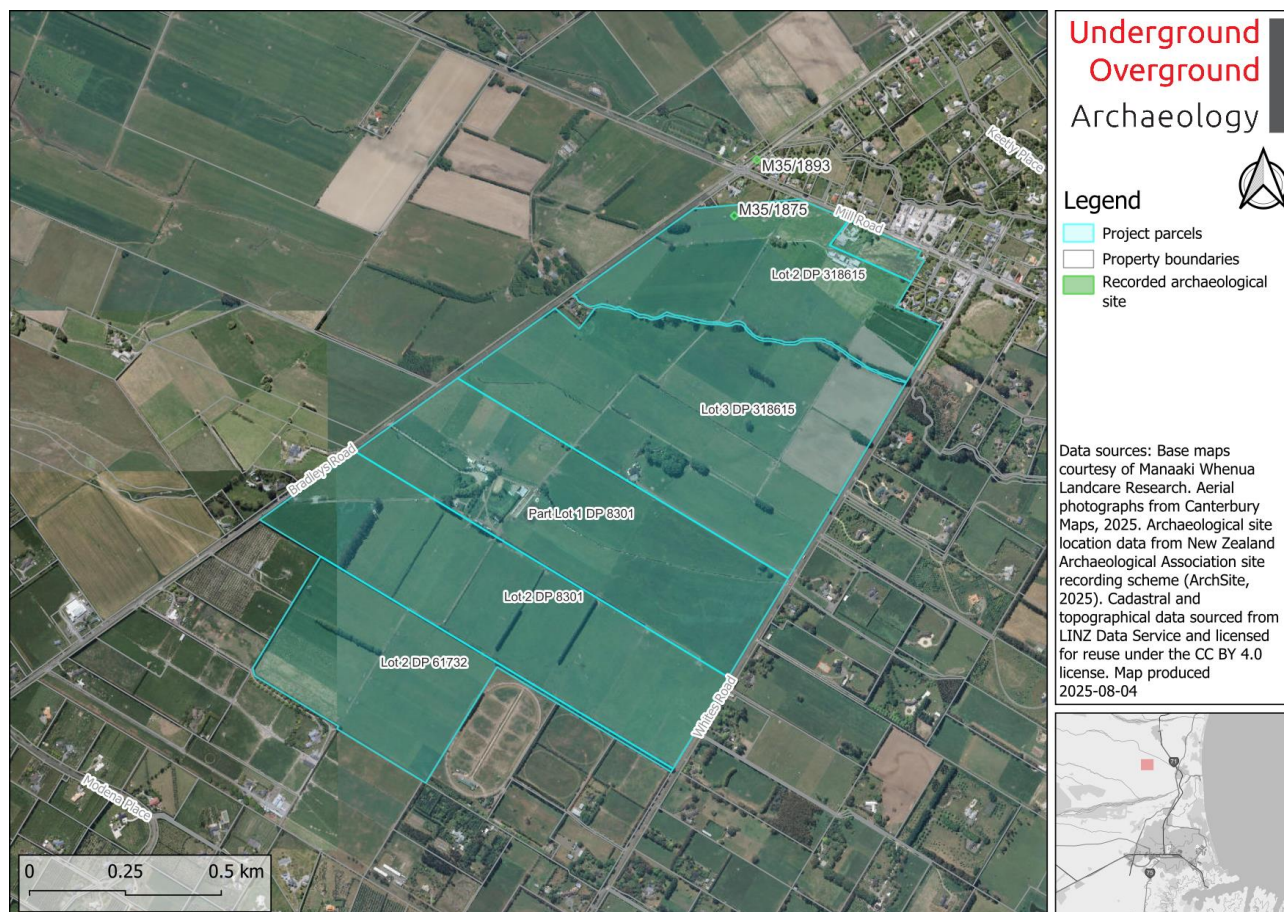 M35/1893
Keetly Place
M35/1875
Mill Road
Lot 2 DP 318615
Lot 3 DP 318615
Bradleys Road
Part Lot 1 DP 8301
Lot 2 DP 8301
Lot 2 DP 61732
Whites Road
Modena Place
0 0.25 0.5 km
Underground
Overground
Archaeology
Legend
Project parcels
Property boundaries
Recorded archaeological
site
Data sources: Base maps
courtesy of Manaaki Whenua
Landcare Research. Aerial
photographs from Canterbury
Maps, 2025. Archaeological site
location data from New Zealand
Archaeological Association site
recording scheme (ArchSite,
2025). Cadastral and
topographical data sourced from
LINZ Data Service and licensed
for reuse under the CC BY 4.0
license. Map produced
2025-08-04
71